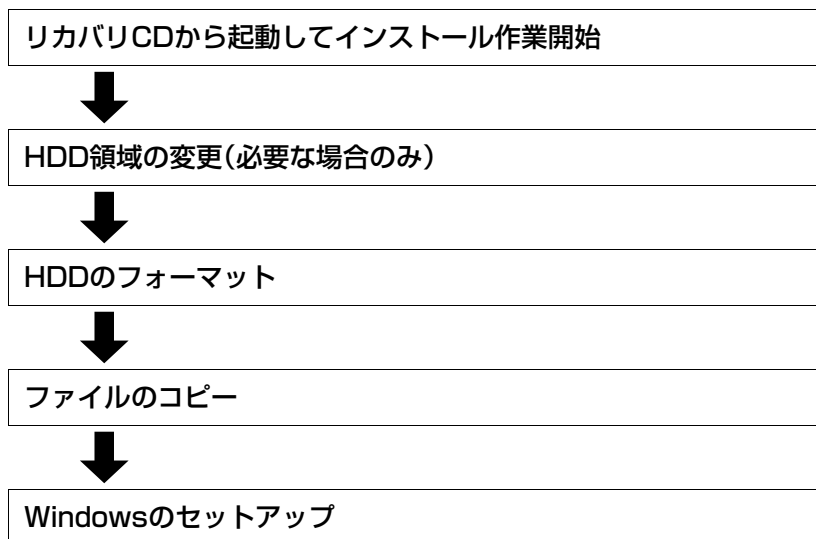 リカバリCDから起動してインストール作業開始
HDD領域の変更(必要な場合のみ)
HDDのフォーマット
ファイルのコピー
Windowsのセットアップ